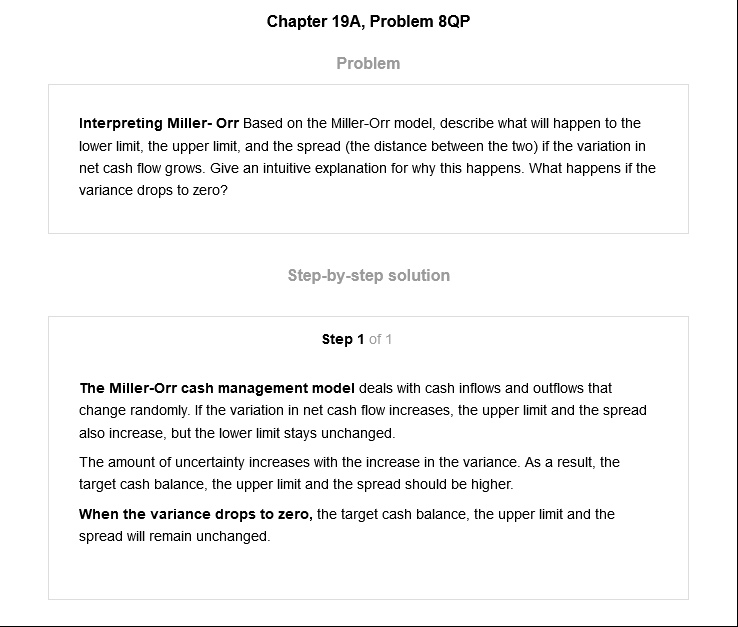 Chapter 19A, Problem 8QP
Problem
Interpreting Miller- Orr Based on the Miller-Orr model, describe what will happen to the
lower limit, the upper limit, and the spread (the distance between the two) if the variation in
net cash flow grows. Give an intuitive explanation for why this happens. What happens if the
variance drops to zero?
Step-by-step solution
Step 1 of 1
The Miller-Orr cash management model deals with cash inflows and outflows that
change randomly. If the variation in net cash flow increases, the upper limit and the spread
also increase, but the lower limit stays unchanged.
The amount of uncertainty increases with the increase in the variance. As a result, the
target cash balance, the upper limit and the spread should be higher.
When the variance drops to zero, the target cash balance, the upper limit and the
spread will remain unchanged.